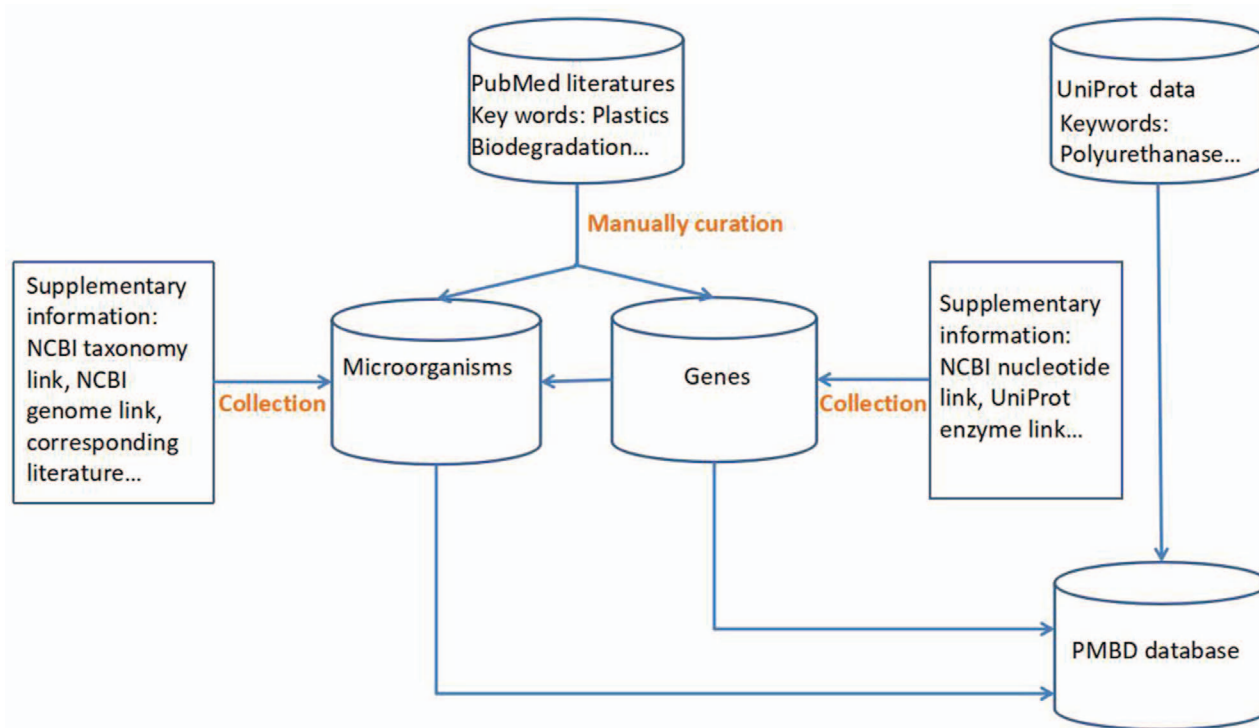 PubMed literatures
Key words: Plastics
Biodegradation...
UniProt data
Keywords:
Polyurethanase...
Manually curation
Supplementary
information:
NCBI taxonomy
link, NCBI
genome link,
corresponding
literature...
Collection
Microorganisms
Genes
Collection
Supplementary
information:
NCBI nucleotide
link, UniProt
enzyme link...
PMBD database